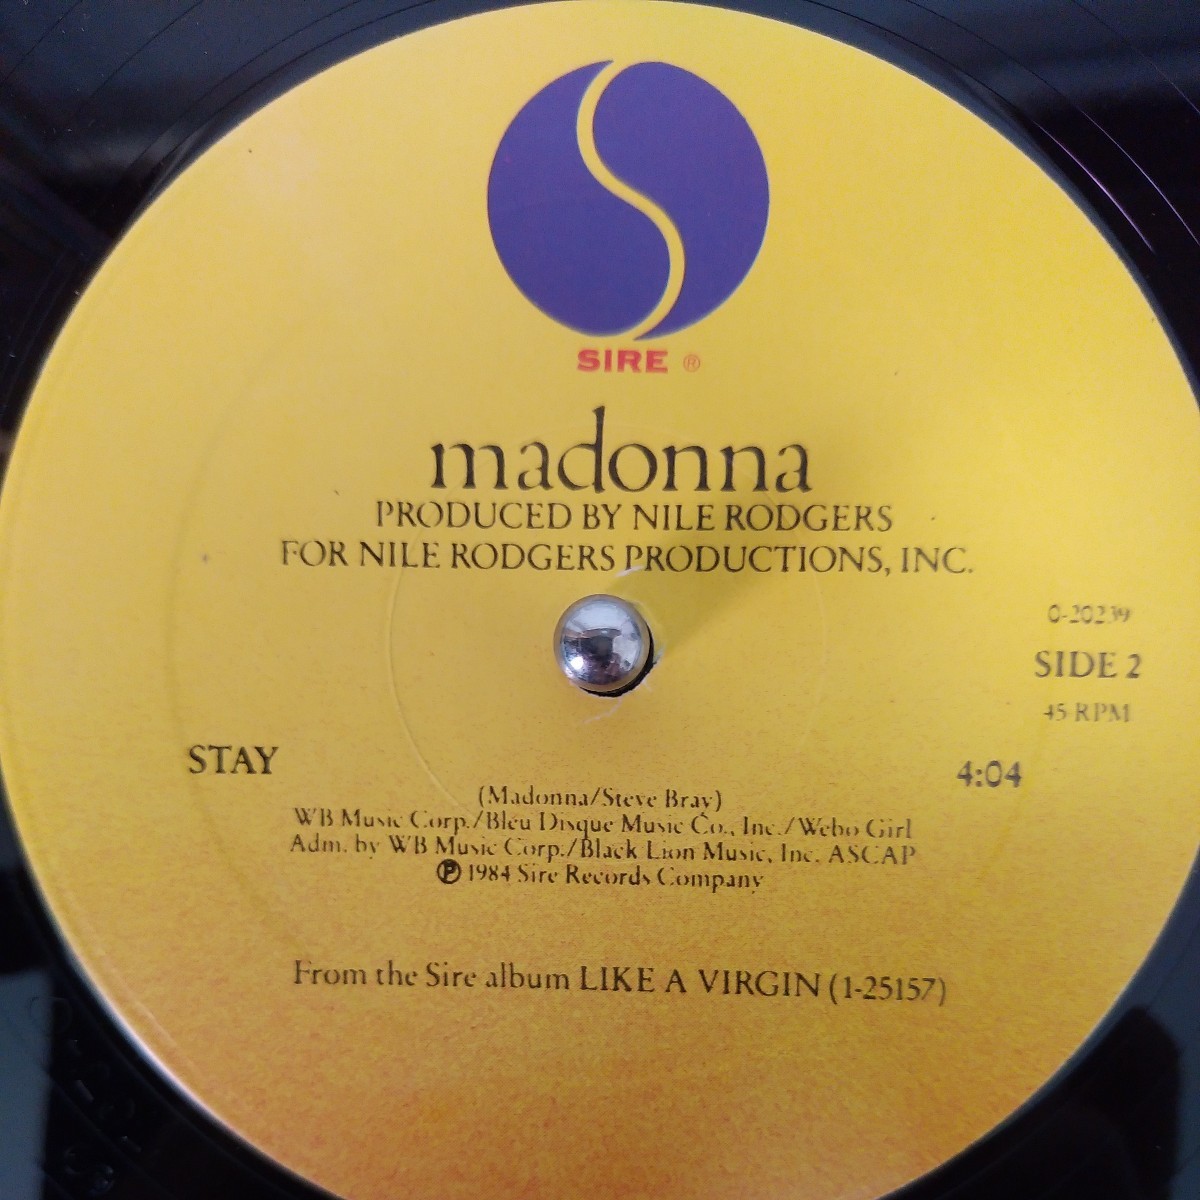 SIRE ®
madonna
PRODUCED BY NILE RODGERS
FOR NILE RODGERS PRODUCTIONS, INC.
0-20239
SIDE 2
45 RPM
STAY
4:04
(Madonna/Steve Bray)
WB Music Corp./Bleu Disque Music Co., Inc./Webo Girl
Adm. by WB Music Corp./Black Lion Music, Inc. ASCAP
℗ 1984 Sire Records Company
From the Sire album LIKE A VIRGIN (1-25157)